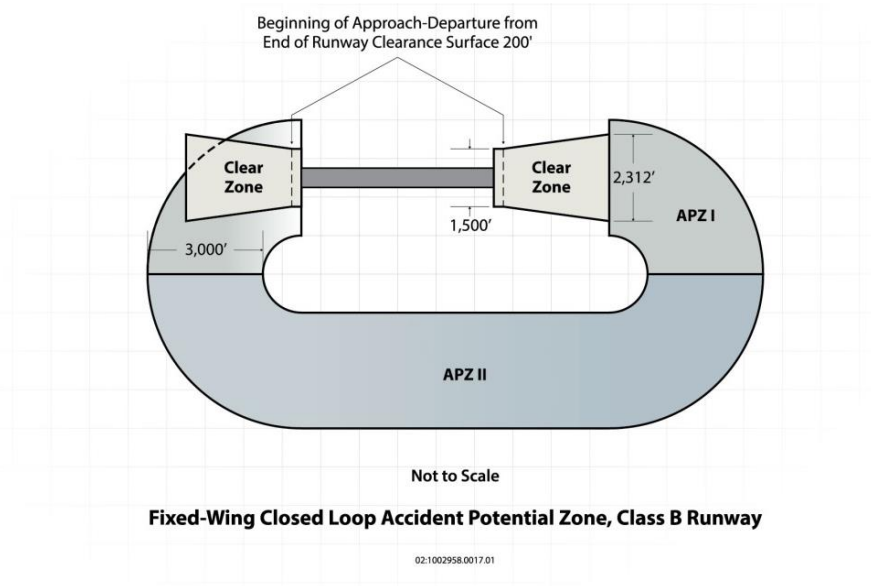 Beginning of Approach-Departure from
End of Runway Clearance Surface 200'
Clear
Zone
Clear
Zone
2,312’
APZ I
1,500’
3,000’
APZ II
Not to Scale
Fixed-Wing Closed Loop Accident Potential Zone, Class B Runway
02:1002958.0017.01